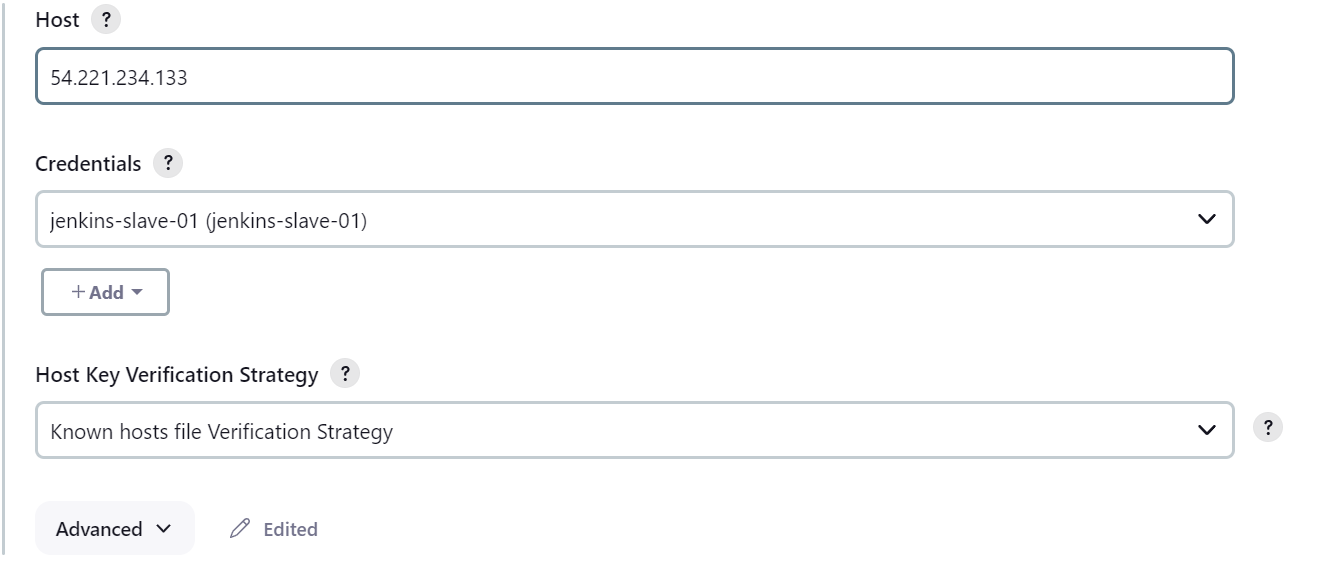 Host ?
54.221.234.133
Credentials ?
jenkins-slave-01 (jenkins-slave-01)
+ Add
Host Key Verification Strategy ?
Known hosts file Verification Strategy ?
Advanced Edited